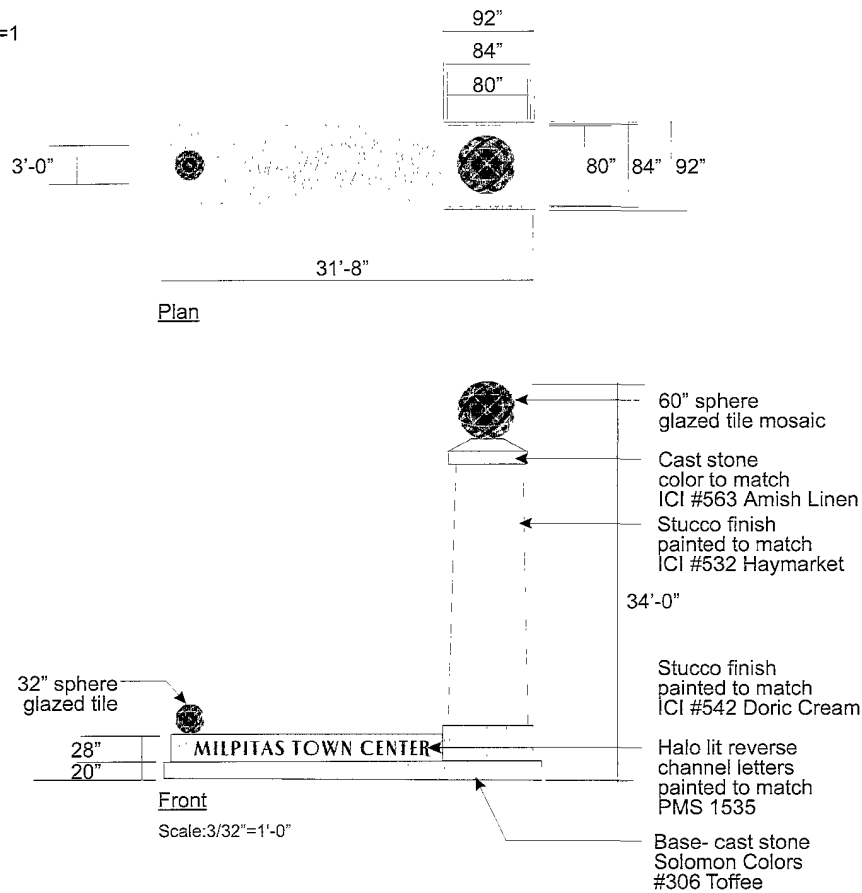 =1
92”
84”
80”
3’-0”
80” 84” 92”
31’-8”
Plan
60” sphere
glazed tile mosaic
Cast stone
color to match
ICI #563 Amish Linen
Stucco finish
painted to match
ICI #532 Haymarket
34’-0”
32” sphere
glazed tile
Stucco finish
painted to match
ICI #542 Doric Cream
28”
20”
MILPITAS TOWN CENTER
Halo lit reverse
channel letters
painted to match
PMS 1535
Front
Scale:3/32"=1'-0"
Base- cast stone
Solomon Colors
#306 Toffee